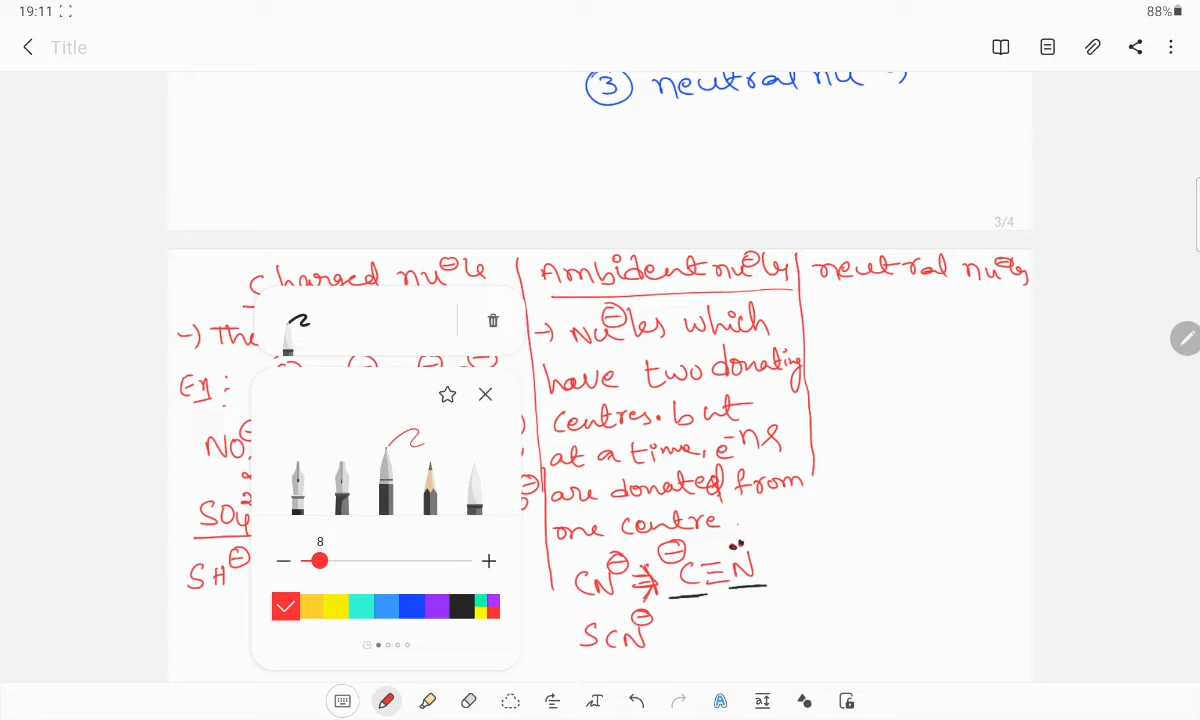 19:11
88%
Title
③ neutral nu
3/4
Charged nu⊖le
Ambident nu⊖les
neutral nu⊖les
-) The
→ Nu⊖les which
have two donating
Ex:
centres. but
NO
at a time, e⁻ns
are donated from
SO4
one centre.
8
CN⊖ ⇒ ⊖C≡N̈
SH⊖
SCN⊖